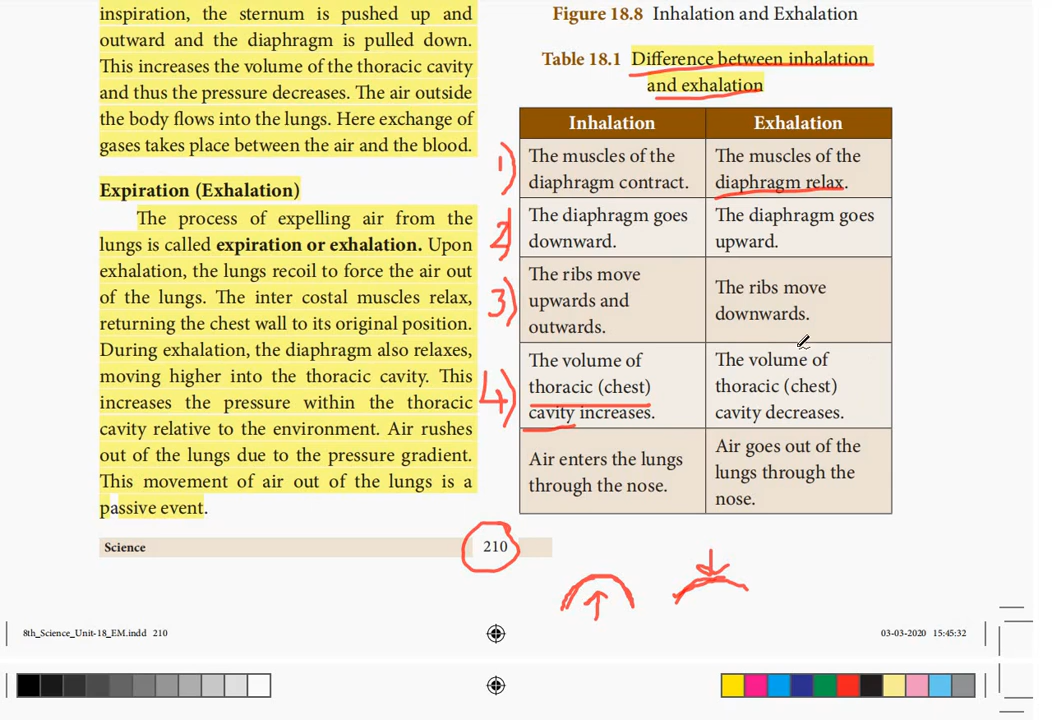 inspiration, the sternum is pushed up and
outward and the diaphragm is pulled down.
This increases the volume of the thoracic cavity
and thus the pressure decreases. The air outside
the body flows into the lungs. Here exchange of
gases takes place between the air and the blood.
Expiration (Exhalation)
The process of expelling air from the
lungs is called expiration or exhalation. Upon
exhalation, the lungs recoil to force the air out
of the lungs. The inter costal muscles relax,
returning the chest wall to its original position.
During exhalation, the diaphragm also relaxes,
moving higher into the thoracic cavity. This
increases the pressure within the thoracic
cavity relative to the environment. Air rushes
out of the lungs due to the pressure gradient.
This movement of air out of the lungs is a
passive event.
Figure 18.8 Inhalation and Exhalation
Table 18.1 Difference between inhalation
and exhalation
Inhalation
Exhalation
1)
The muscles of the
diaphragm contract.
The muscles of the
diaphragm relax.
2)
The diaphragm goes
downward.
The diaphragm goes
upward.
3)
The ribs move
upwards and
outwards.
The ribs move
downwards.
4)
The volume of
thoracic (chest)
cavity increases.
The volume of
thoracic (chest)
cavity decreases.
Air enters the lungs
through the nose.
Air goes out of the
lungs through the
nose.
Science
210
8th_Science_Unit-18_EM.indd 210
03-03-2020 15:45:32